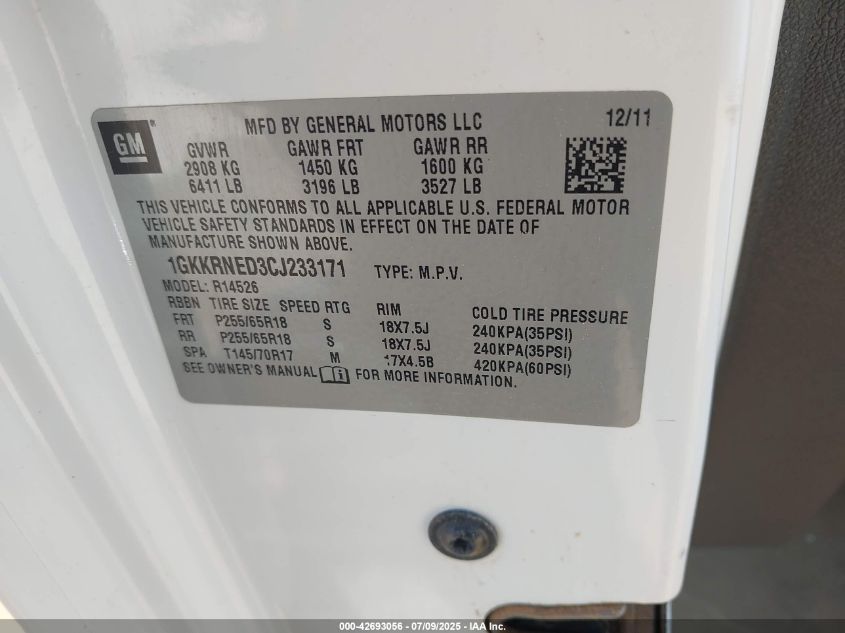 GM®
MFD BY GENERAL MOTORS LLC 12/11
GVWR GAWR FRT GAWR RR
2908 KG 1450 KG 1600 KG
6411 LB 3196 LB 3527 LB
THIS VEHICLE CONFORMS TO ALL APPLICABLE U.S. FEDERAL MOTOR
VEHICLE SAFETY STANDARDS IN EFFECT ON THE DATE OF
MANUFACTURE SHOWN ABOVE.
1GKKRNED3CJ233171 TYPE: M.P.V.
MODEL: R14526
RBBN TIRE SIZE SPEED RTG RIM COLD TIRE PRESSURE
FRT P255/65R18 S 18X7.5J 240KPA(35PSI)
RR P255/65R18 S 18X7.5J 240KPA(35PSI)
SPA T145/70R17 M 17X4.5B 420KPA(60PSI)
SEE OWNER'S MANUAL FOR MORE INFORMATION.
000-42693056 - 07/09/2025 - IAA Inc.